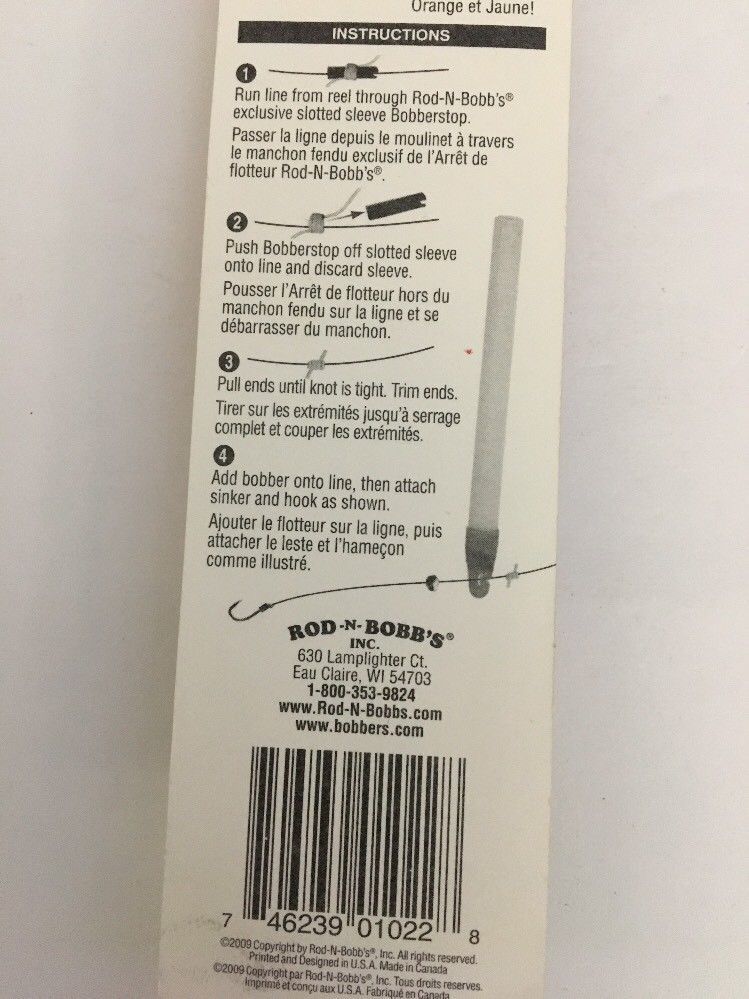 Orange et Jaune!
INSTRUCTIONS
1
Run line from reel through Rod-N-Bobb's®
exclusive slotted sleeve Bobberstop.
Passer la ligne depuis le moulinet à travers
le manchon fendu exclusif de l'Arrêt de
flotteur Rod-N-Bobb's®.
2
Push Bobberstop off slotted sleeve
onto line and discard sleeve.
Pousser l'Arrêt de flotteur hors du
manchon fendu sur la ligne et se
débarrasser du manchon.
3
Pull ends until knot is tight. Trim ends.
Tirer sur les extrémités jusqu'à serrage
complet et couper les extrémités.
4
Add bobber onto line, then attach
sinker and hook as shown.
Ajouter le flotteur sur la ligne, puis
attacher le leste et l'hameçon
comme illustré.
ROD-N-BOBB'S®
INC.
630 Lamplighter Ct.
Eau Claire, WI 54703
1-800-353-9824
www.Rod-N-Bobbs.com
www.bobbers.com
7 46239 01022 8
©2009 Copyright by Rod-N-Bobb's®, Inc. All rights reserved.
Printed and Designed in U.S.A. Made in Canada
©2009 Copyright par Rod-N-Bobb's®, Inc. Tous droits reserves.
Imprimé et conçu aux U.S.A. Fabriqué en Canada